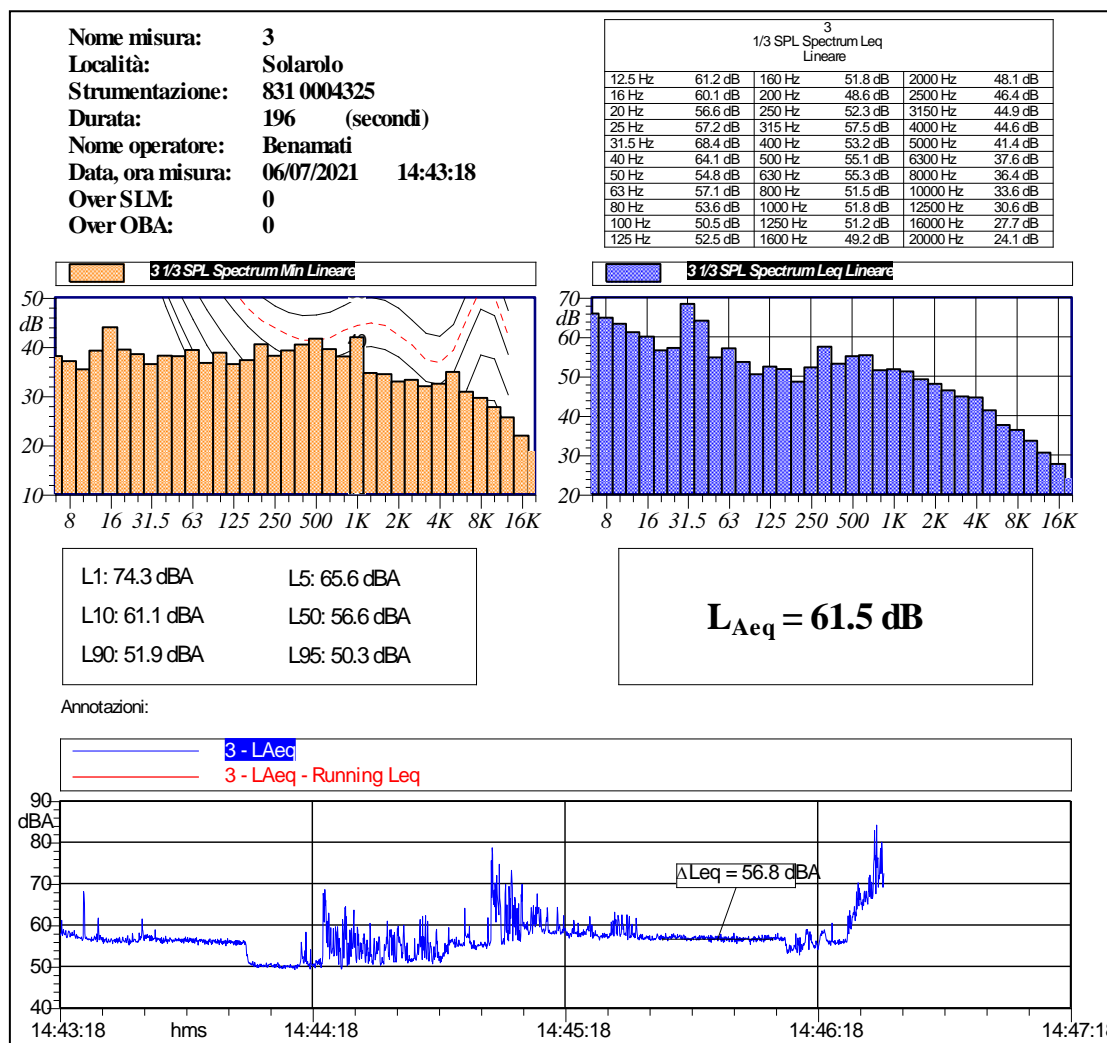 Nome misura: 3
Località: Solarolo
Strumentazione: 831 0004325
Durata: 196 (secondi)
Nome operatore: Benamati
Data, ora misura: 06/07/2021 14:43:18
Over SLM: 0
Over OBA: 0
3
1/3 SPL Spectrum Leq
Lineare
12.5 Hz 61.2 dB 160 Hz 51.8 dB 2000 Hz 48.1 dB
16 Hz 60.1 dB 200 Hz 48.6 dB 2500 Hz 46.4 dB
20 Hz 56.6 dB 250 Hz 52.3 dB 3150 Hz 44.9 dB
25 Hz 57.2 dB 315 Hz 57.5 dB 4000 Hz 44.6 dB
31.5 Hz 68.4 dB 400 Hz 53.2 dB 5000 Hz 41.4 dB
40 Hz 64.1 dB 500 Hz 55.1 dB 6300 Hz 37.6 dB
50 Hz 54.8 dB 630 Hz 55.3 dB 8000 Hz 36.4 dB
63 Hz 57.1 dB 800 Hz 51.5 dB 10000 Hz 33.6 dB
80 Hz 53.6 dB 1000 Hz 51.8 dB 12500 Hz 30.6 dB
100 Hz 50.5 dB 1250 Hz 51.2 dB 16000 Hz 27.7 dB
125 Hz 52.5 dB 1600 Hz 49.2 dB 20000 Hz 24.1 dB
3 1/3 SPL Spectrum Min Lineare
50
dB
40
30
20
10
8 16 31.5 63 125 250 500 1K 2K 4K 8K 16K
3 1/3 SPL Spectrum Leq Lineare
70
dB
60
50
40
30
20
8 16 31.5 63 125 250 500 1K 2K 4K 8K 16K
L1: 74.3 dBA L5: 65.6 dBA
L10: 61.1 dBA L50: 56.6 dBA
L90: 51.9 dBA L95: 50.3 dBA
LAeq = 61.5 dB
Annotazioni:
3 - LAeq
3 - LAeq - Running Leq
90
dBA
80
70
60
50
40
ΔLeq = 56.8 dBA
14:43:18 hms 14:44:18 14:45:18 14:46:18 14:47:18